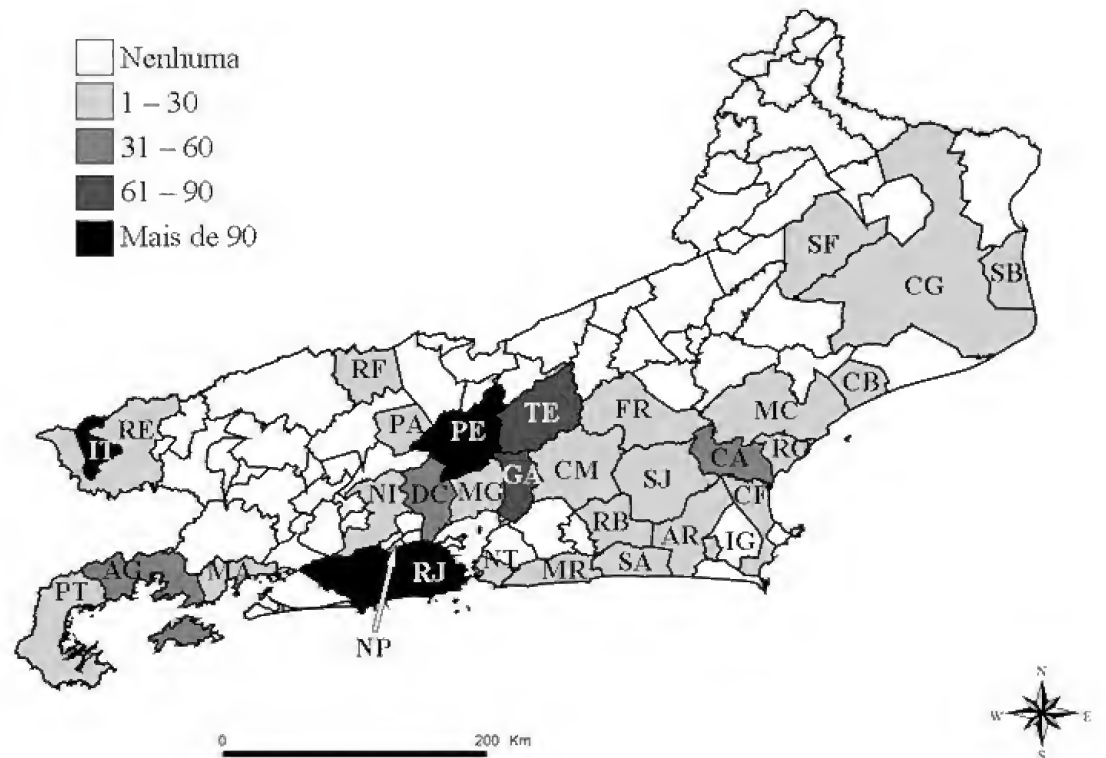 Nenhuma
1 – 30
31 – 60
61 – 90
Mais de 90
SF
CG
SB
RF
CB
RE
PA
PE
TE
FR
MC
IT
CA
RO
NI
DC
MG
GA
CM
SJ
CF
RB
AR
IG
PT
AG
MA
RJ
NT
MR
SA
NP
N
W
E
S
0
200 Km